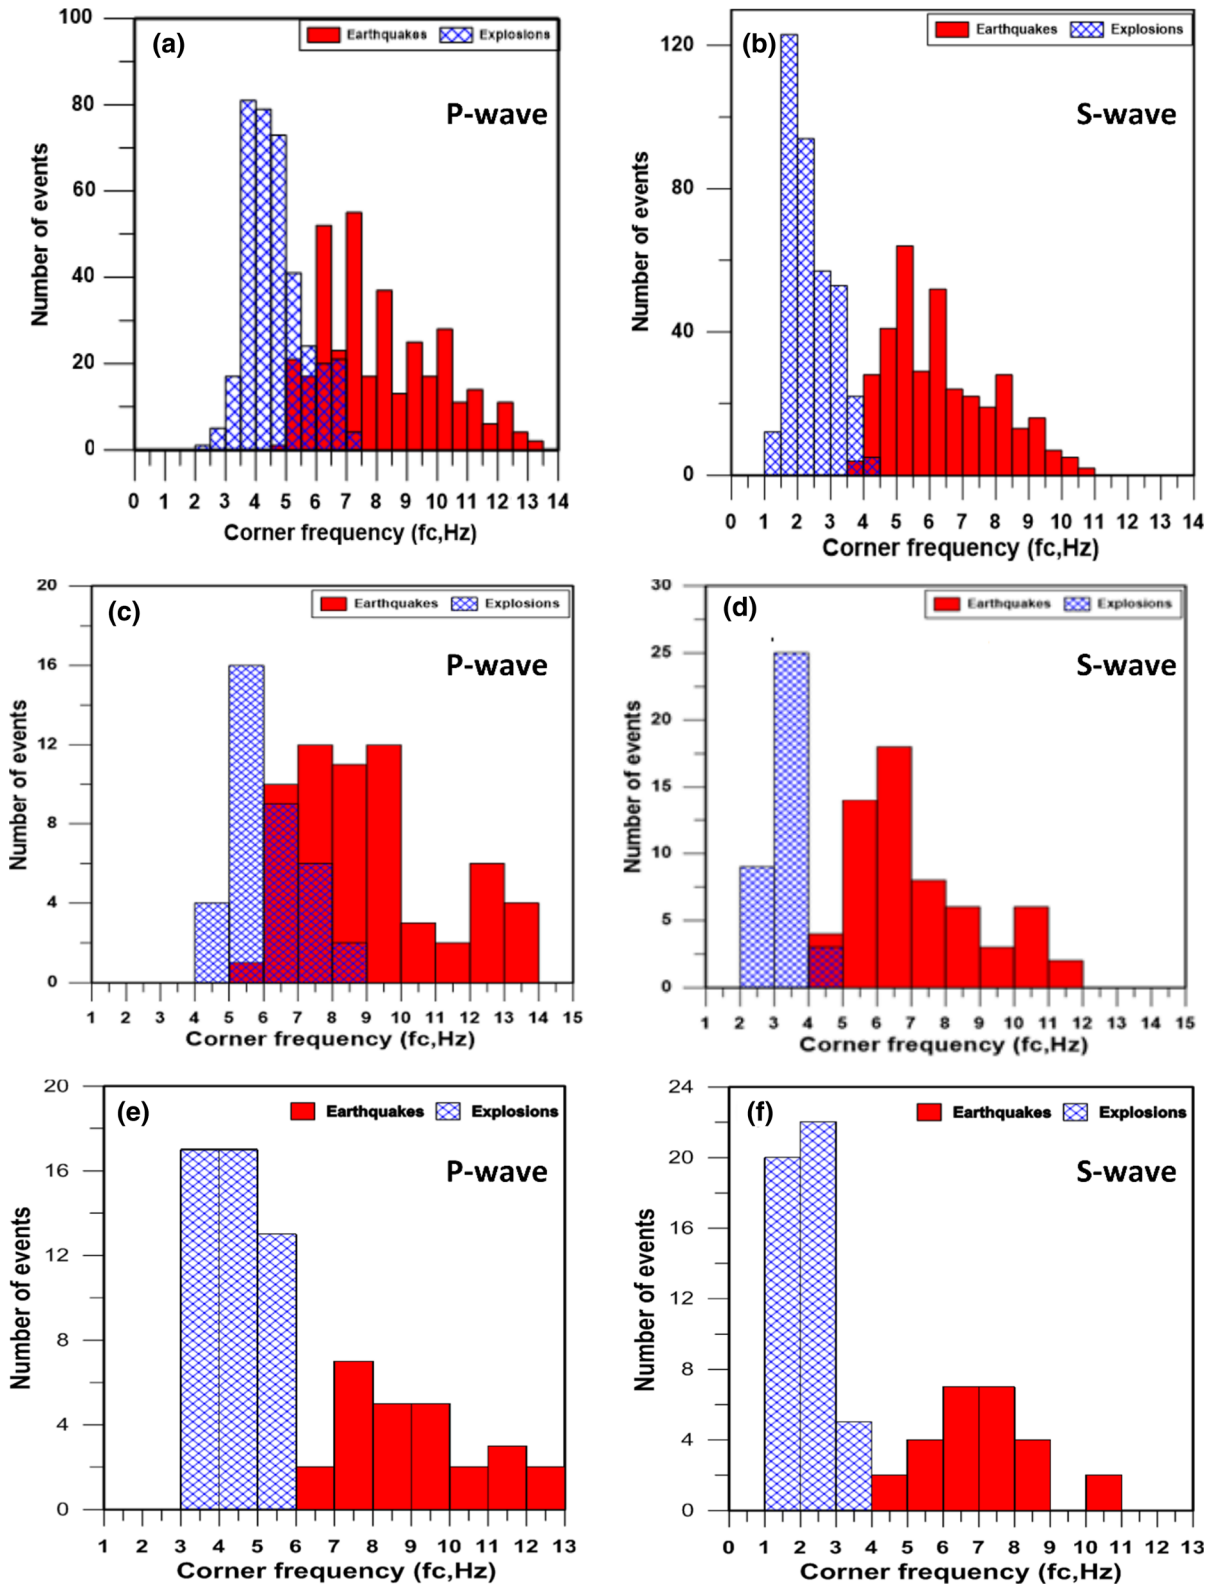 (a)
Earthquakes Explosions
P-wave
100
80
60
40
20
0
Number of events
0 1 2 3 4 5 6 7 8 9 10 11 12 13 14
Corner frequency (fc,Hz)
(b)
Earthquakes Explosions
S-wave
120
80
40
0
Number of events
0 1 2 3 4 5 6 7 8 9 10 11 12 13 14
Corner frequency (fc,Hz)
(c)
Earthquakes Explosions
P-wave
20
16
12
8
4
0
Number of events
1 2 3 4 5 6 7 8 9 10 11 12 13 14 15
Corner frequency (fc,Hz)
(d)
Earthquakes Explosions
S-wave
30
25
20
15
10
5
0
Number of events
1 2 3 4 5 6 7 8 9 10 11 12 13 14 15
Corner frequency (fc,Hz)
(e)
Earthquakes Explosions
P-wave
20
16
12
8
4
0
Number of events
1 2 3 4 5 6 7 8 9 10 11 12 13
Corner frequency (fc,Hz)
(f)
Earthquakes Explosions
S-wave
24
20
16
12
8
4
0
Number of events
0 1 2 3 4 5 6 7 8 9 10 11 12 13
Corner frequency (fc,Hz)